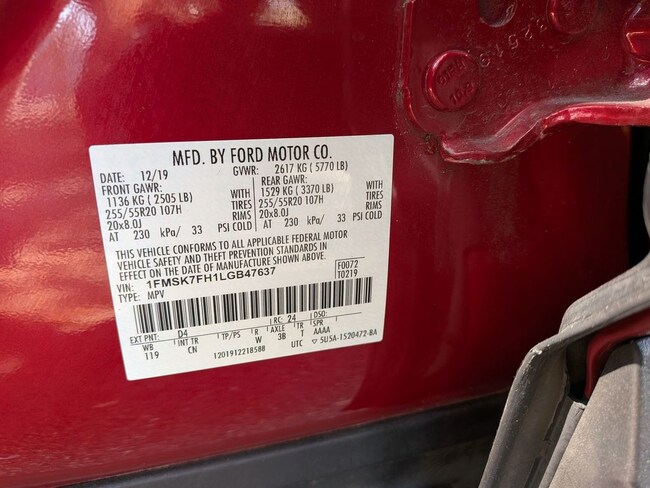 MFD. BY FORD MOTOR CO.
DATE: 12/19 GVWR: 2617 KG ( 5770 LB)
FRONT GAWR: REAR GAWR:
1136 KG ( 2505 LB) WITH 1529 KG ( 3370 LB) WITH
255/55R20 107H TIRES 255/55R20 107H TIRES
20x8.0J RIMS 20x8.0J RIMS
AT 230 kPa/ 33 PSI COLD AT 230 kPa/ 33 PSI COLD
THIS VEHICLE CONFORMS TO ALL APPLICABLE FEDERAL MOTOR
VEHICLE SAFETY AND THEFT PREVENTION STANDARDS IN
EFFECT ON THE DATE OF MANUFACTURE SHOWN ABOVE.
VIN: 1FMSK7FH1LGB47637 F0072
TYPE: MPV T0219
EXT PNT: D4 RC: 24 DSO:
WB INT TR TP/PS R AXLE TR SPR
119 CN W 3B T AAAA
1201912218588 UTC ▽ 5U5A-1520472-BA